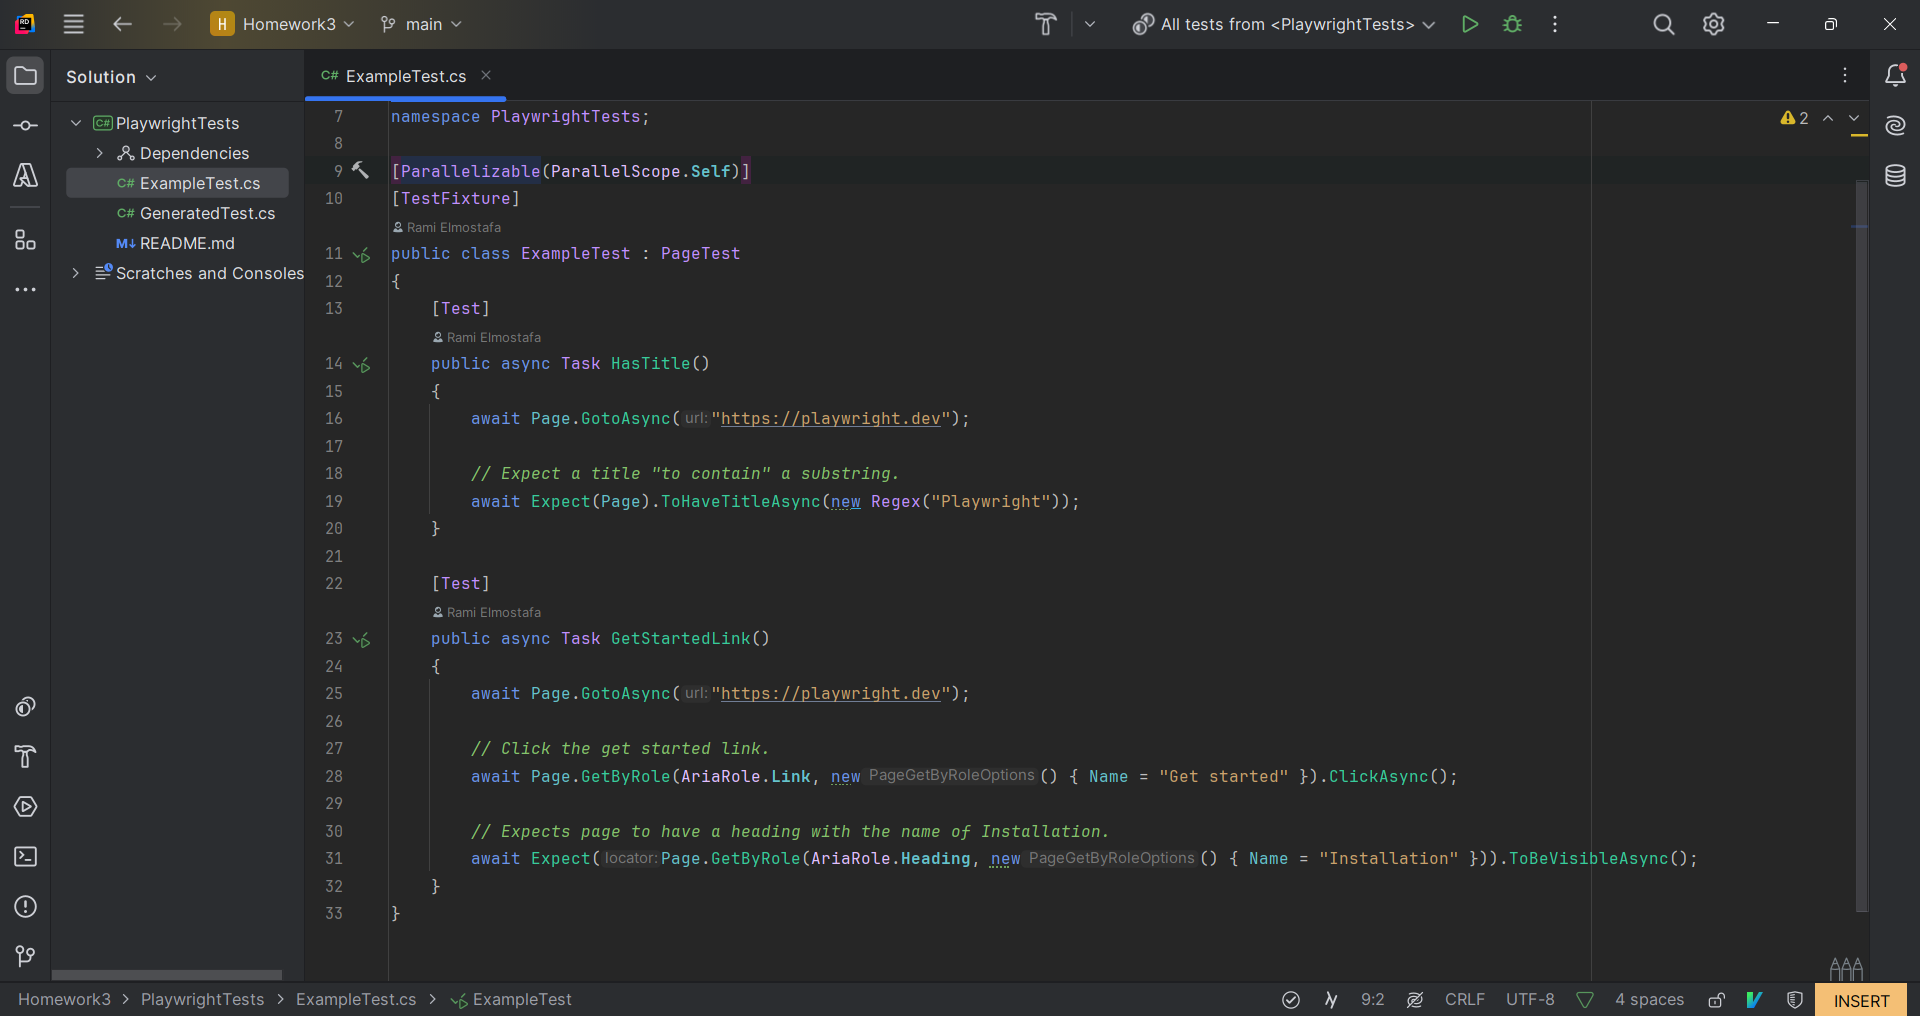 H Homework3 main All tests from <PlaywrightTests>
Solution
C# ExampleTest.cs
C# PlaywrightTests
Dependencies
C# ExampleTest.cs
C# GeneratedTest.cs
M↓ README.md
Scratches and Consoles
2
7 namespace PlaywrightTests;
8
9 [Parallelizable(ParallelScope.Self)]
10 [TestFixture]
Rami Elmostafa
11 public class ExampleTest : PageTest
12 {
13 [Test]
Rami Elmostafa
14 public async Task HasTitle()
15 {
16 await Page.GotoAsync( url: "https://playwright.dev");
17
18 // Expect a title "to contain" a substring.
19 await Expect(Page).ToHaveTitleAsync(new Regex("Playwright"));
20 }
21
22 [Test]
Rami Elmostafa
23 public async Task GetStartedLink()
24 {
25 await Page.GotoAsync( url: "https://playwright.dev");
26
27 // Click the get started link.
28 await Page.GetByRole(AriaRole.Link, new PageGetByRoleOptions () { Name = "Get started" }).ClickAsync();
29
30 // Expects page to have a heading with the name of Installation.
31 await Expect( locator: Page.GetByRole(AriaRole.Heading, new PageGetByRoleOptions () { Name = "Installation" })).ToBeVisibleAsync();
32 }
33 }
Homework3 > PlaywrightTests > ExampleTest.cs > ExampleTest 9:2 CRLF UTF-8 4 spaces INSERT